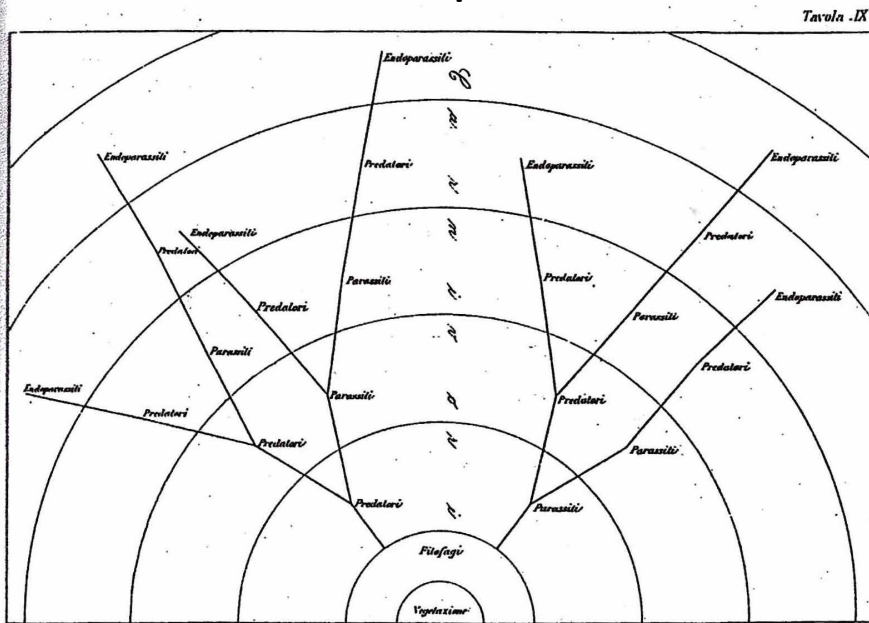 Tavola .IX
Endoparassiti
Carnivori
Endoparassiti
Predatori
Endoparassiti
Endoparassiti
Endoparassiti
Predatori
Predatori
Parassiti
Predatori
Endoparassiti
Predatori
Parassiti
Parassiti
Predatori
Endoparassiti
Predatori
Parassiti
Predatori
Predatori
Parassiti
Predatori
Parassiti
Fitofagi
Vegetazione